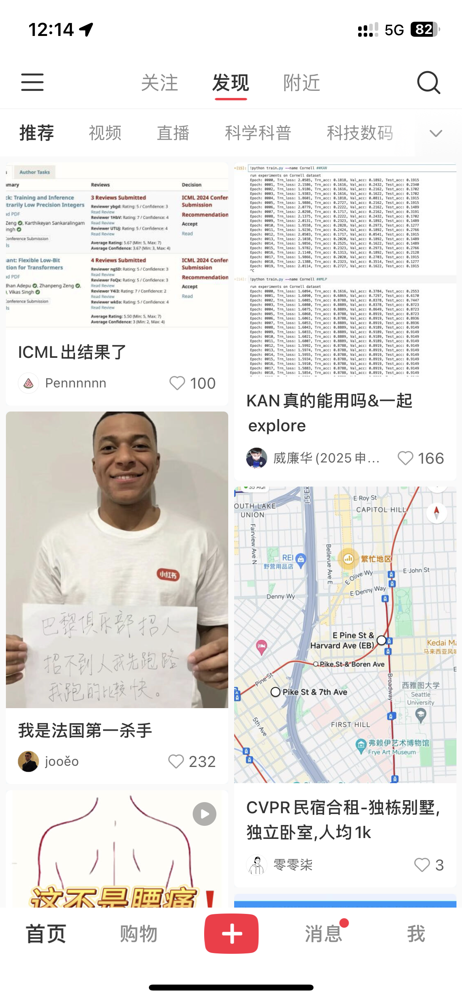 12:14
5G 82
关注 发现 附近
推荐 视频 直播 科学科普 科技数码
s Author Tasks
mmary Reviews Decision
ck: Training and Inference
trarily Low Precision Integers
ad PDF
Zeng , Karthikeyan Sankaralingam
ingh
Conference Submission
ls
3 Reviews Submitted
Reviewer ybgd: Rating: 5 / Confidence: 3
Read Review
Reviewer 1HbV: Rating: 7 / Confidence: 4
Read Review
Reviewer UTUj: Rating: 5 / Confidence: 4
Read Review
Average Rating: 5.67 (Min: 5, Max: 7)
Average Confidence: 3.67 (Min: 3, Max: 4)
ICML 2024 Confer
Submission
Recommendation
Accept
Read
ant: Flexible Low-Bit
tion for Transformers
ad PDF
dhan Adepu , Zhanpeng Zeng ,
, Vikas Singh
Conference Submission
ls
4 Reviews Submitted
Reviewer ngSD: Rating: 5 / Confidence: 3
Read Review
Reviewer FoQx: Rating: 5 / Confidence: 3
Read Review
Reviewer Y4i3: Rating: 7 / Confidence: 2
Read Review
Reviewer wkEo: Rating: 5 / Confidence: 4
Read Review
Average Rating: 5.50 (Min: 5, Max: 7)
Average Confidence: 3 (Min: 2, Max: 4)
ICML 2024 Confer
Submission
Recommendation
Accept
Read
ICML出结果了
Pennnnnn 100
[15]: !python train.py --name Cornell ##KAN
run experiments on Cornell dataset
Epoch: 0000, Trn_loss: 2.0585, Trn_acc: 0.1818, Val_acc: 0.1892, Test_acc: 0.1915
Epoch: 0001, Trn_loss: 2.1586, Trn_acc: 0.1616, Val_acc: 0.2432, Test_acc: 0.2340
Epoch: 0002, Trn_loss: 1.9186, Trn_acc: 0.1616, Val_acc: 0.2162, Test_acc: 0.1702
Epoch: 0003, Trn_loss: 1.9383, Trn_acc: 0.1616, Val_acc: 0.1622, Test_acc: 0.1702
Epoch: 0004, Trn_loss: 1.8601, Trn_acc: 0.1818, Val_acc: 0.0811, Test_acc: 0.1915
Epoch: 0005, Trn_loss: 1.9886, Trn_acc: 0.2727, Val_acc: 0.2162, Test_acc: 0.1915
Epoch: 0006, Trn_loss: 2.0779, Trn_acc: 0.2222, Val_acc: 0.2162, Test_acc: 0.1489
Epoch: 0007, Trn_loss: 2.0298, Trn_acc: 0.1717, Val_acc: 0.2162, Test_acc: 0.3191
Epoch: 0008, Trn_loss: 2.1375, Trn_acc: 0.2222, Val_acc: 0.2432, Test_acc: 0.1702
Epoch: 0009, Trn_loss: 2.0131, Trn_acc: 0.2323, Val_acc: 0.1892, Test_acc: 0.1489
Epoch: 0010, Trn_loss: 1.9558, Trn_acc: 0.2828, Val_acc: 0.2973, Test_acc: 0.1277
Epoch: 0011, Trn_loss: 1.9236, Trn_acc: 0.2424, Val_acc: 0.1892, Test_acc: 0.2766
Epoch: 0012, Trn_loss: 2.0503, Trn_acc: 0.1717, Val_acc: 0.0541, Test_acc: 0.1915
Epoch: 0013, Trn_loss: 2.1038, Trn_acc: 0.2020, Val_acc: 0.1892, Test_acc: 0.1489
Epoch: 0014, Trn_loss: 1.9856, Trn_acc: 0.2525, Val_acc: 0.1622, Test_acc: 0.1489
Epoch: 0015, Trn_loss: 1.9782, Trn_acc: 0.2323, Val_acc: 0.2973, Test_acc: 0.2766
Epoch: 0016, Trn_loss: 2.1140, Trn_acc: 0.1313, Val_acc: 0.1892, Test_acc: 0.2128
Epoch: 0017, Trn_loss: 1.9866, Trn_acc: 0.2020, Val_acc: 0.2703, Test_acc: 0.1915
Epoch: 0018, Trn_loss: 2.1388, Trn_acc: 0.2323, Val_acc: 0.3514, Test_acc: 0.1277
Epoch: 0019, Trn_loss: 2.0114, Trn_acc: 0.2727, Val_acc: 0.1622, Test_acc: 0.1915
^C
[14]: !python train.py --name Cornell ##MLP
run experiments on Cornell dataset
Epoch: 0000, Trn_loss: 1.6094, Trn_acc: 0.1616, Val_acc: 0.3784, Test_acc: 0.2553
Epoch: 0001, Trn_loss: 1.6090, Trn_acc: 0.6869, Val_acc: 0.7297, Test_acc: 0.6170
Epoch: 0002, Trn_loss: 1.6085, Trn_acc: 0.8788, Val_acc: 0.8378, Test_acc: 0.7447
Epoch: 0003, Trn_loss: 1.6080, Trn_acc: 0.8889, Val_acc: 0.8378, Test_acc: 0.8723
Epoch: 0004, Trn_loss: 1.6075, Trn_acc: 0.8889, Val_acc: 0.8649, Test_acc: 0.8723
Epoch: 0005, Trn_loss: 1.6068, Trn_acc: 0.8788, Val_acc: 0.8919, Test_acc: 0.8723
Epoch: 0006, Trn_loss: 1.6061, Trn_acc: 0.8788, Val_acc: 0.8919, Test_acc: 0.8936
Epoch: 0007, Trn_loss: 1.6053, Trn_acc: 0.8889, Val_acc: 0.8919, Test_acc: 0.8936
Epoch: 0008, Trn_loss: 1.6043, Trn_acc: 0.8889, Val_acc: 0.9189, Test_acc: 0.9149
Epoch: 0009, Trn_loss: 1.6033, Trn_acc: 0.8889, Val_acc: 0.9189, Test_acc: 0.9149
Epoch: 0010, Trn_loss: 1.6021, Trn_acc: 0.8889, Val_acc: 0.9189, Test_acc: 0.9149
Epoch: 0011, Trn_loss: 1.6007, Trn_acc: 0.8889, Val_acc: 0.9189, Test_acc: 0.9149
Epoch: 0012, Trn_loss: 1.5992, Trn_acc: 0.8788, Val_acc: 0.8919, Test_acc: 0.9149
Epoch: 0013, Trn_loss: 1.5974, Trn_acc: 0.8788, Val_acc: 0.8919, Test_acc: 0.9149
Epoch: 0014, Trn_loss: 1.5955, Trn_acc: 0.8788, Val_acc: 0.8919, Test_acc: 0.9149
Epoch: 0015, Trn_loss: 1.5934, Trn_acc: 0.8788, Val_acc: 0.8919, Test_acc: 0.9149
Epoch: 0016, Trn_loss: 1.5910, Trn_acc: 0.8788, Val_acc: 0.8919, Test_acc: 0.9149
Epoch: 0017, Trn_loss: 1.5883, Trn_acc: 0.8788, Val_acc: 0.8919, Test_acc: 0.9149
Epoch: 0018, Trn_loss: 1.5854, Trn_acc: 0.8788, Val_acc: 0.8919, Test_acc: 0.9149
KAN真的能用吗&一起
explore
威廉华(2025申... 166
小红书
巴黎俱乐部招人
招不到人我先跑路
我跑的比较快。
我是法国第一杀手
jooěo 232
35 AQI
I-5 Ex
E Roy St
OUTH LAKE
UNION
CAPITOL HILL
Fairview Ave N
REI
野营用品店
Bellevue Ave E
繁忙地区
E John St
E Olive Wy
E Denny Way
Denny Wy
E Pine St &
Harvard Ave (EB)
Kedai Ma
马来西亚风味
Pike St & Boren Ave
Pine St
Broadway
Pike St & 7th Ave
西雅图大学
Seattle
University
5th Ave
FIRST HILL
弗赖伊艺术博物馆
Frye Art Museum
CVPR民宿合租-独栋别墅,
独立卧室,人均1k
零零柒 3
这不是腰痛!
首页 购物 消息 我